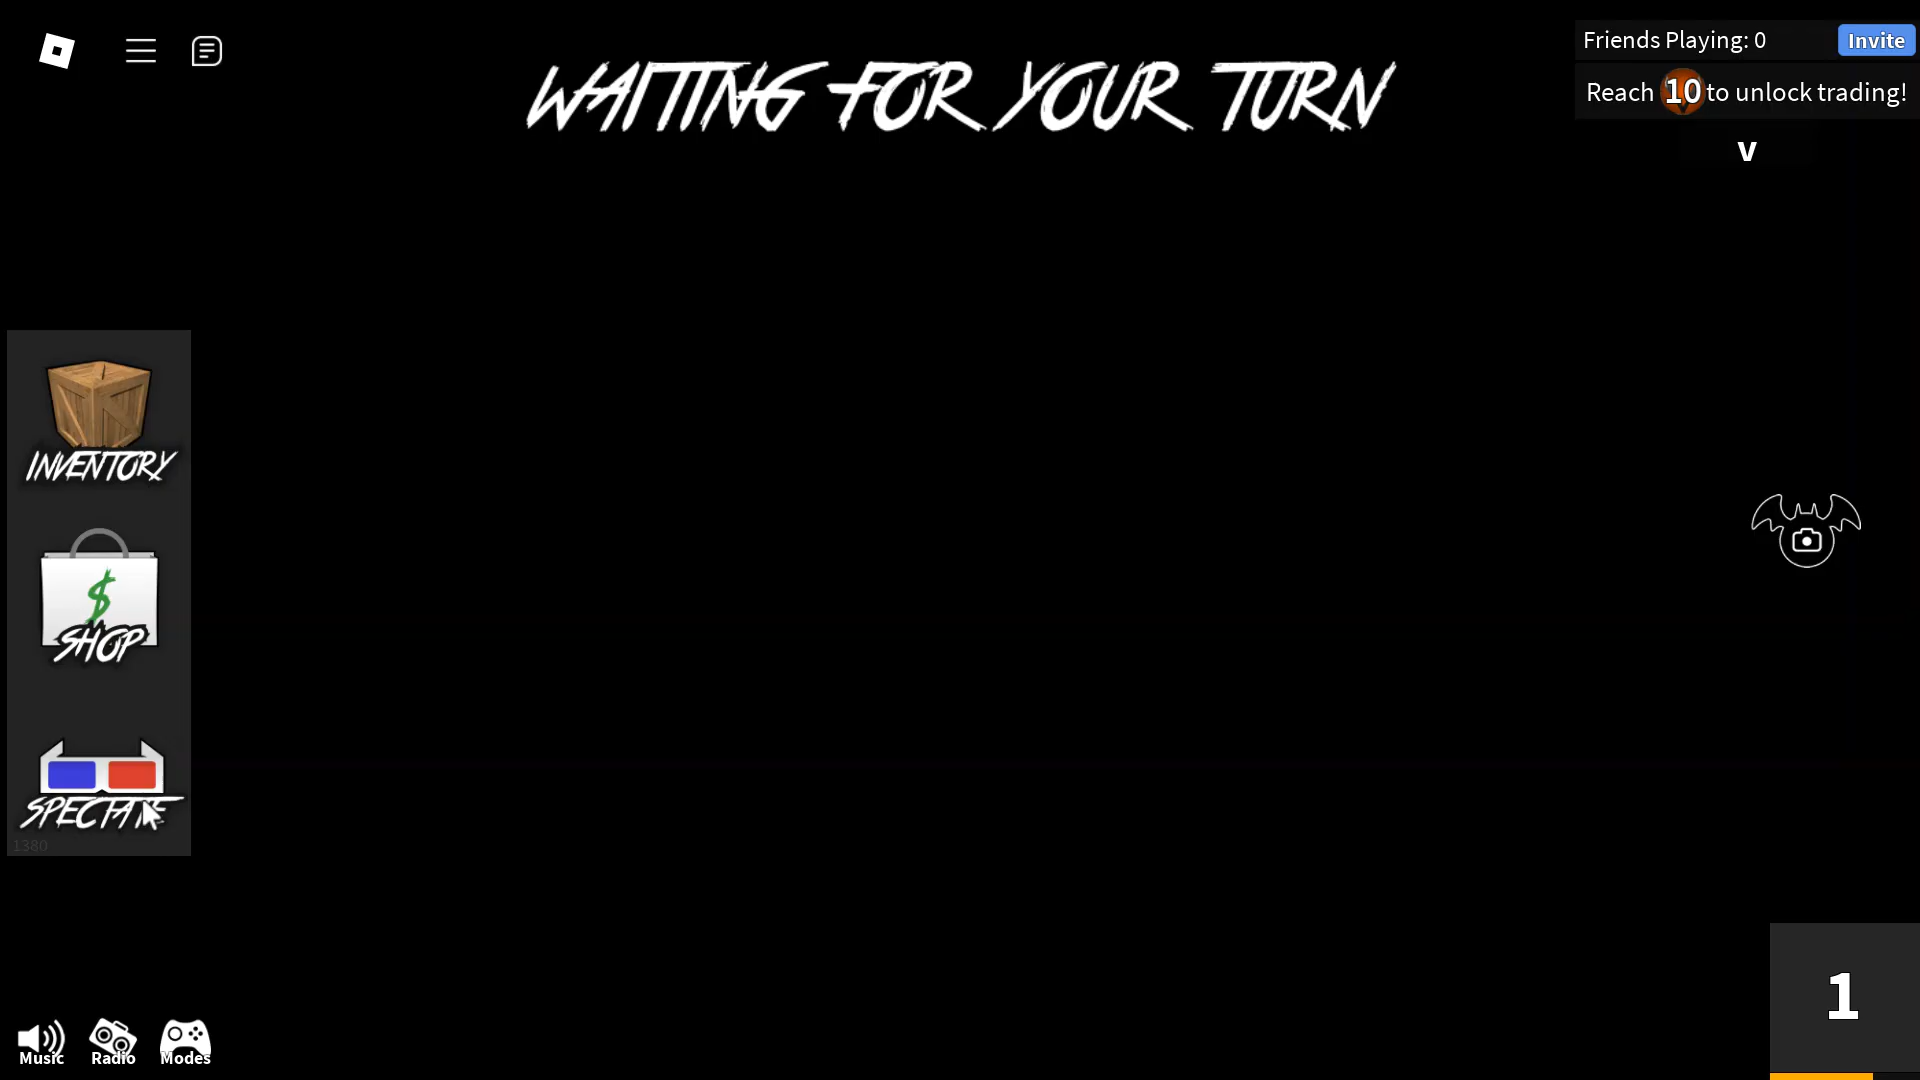 WAITING FOR YOUR TURN
Friends Playing: 0
Invite
Reach 10 to unlock trading!
v
INVENTORY
$
SHOP
SPECTATE
1380
1
Music
Radio
Modes